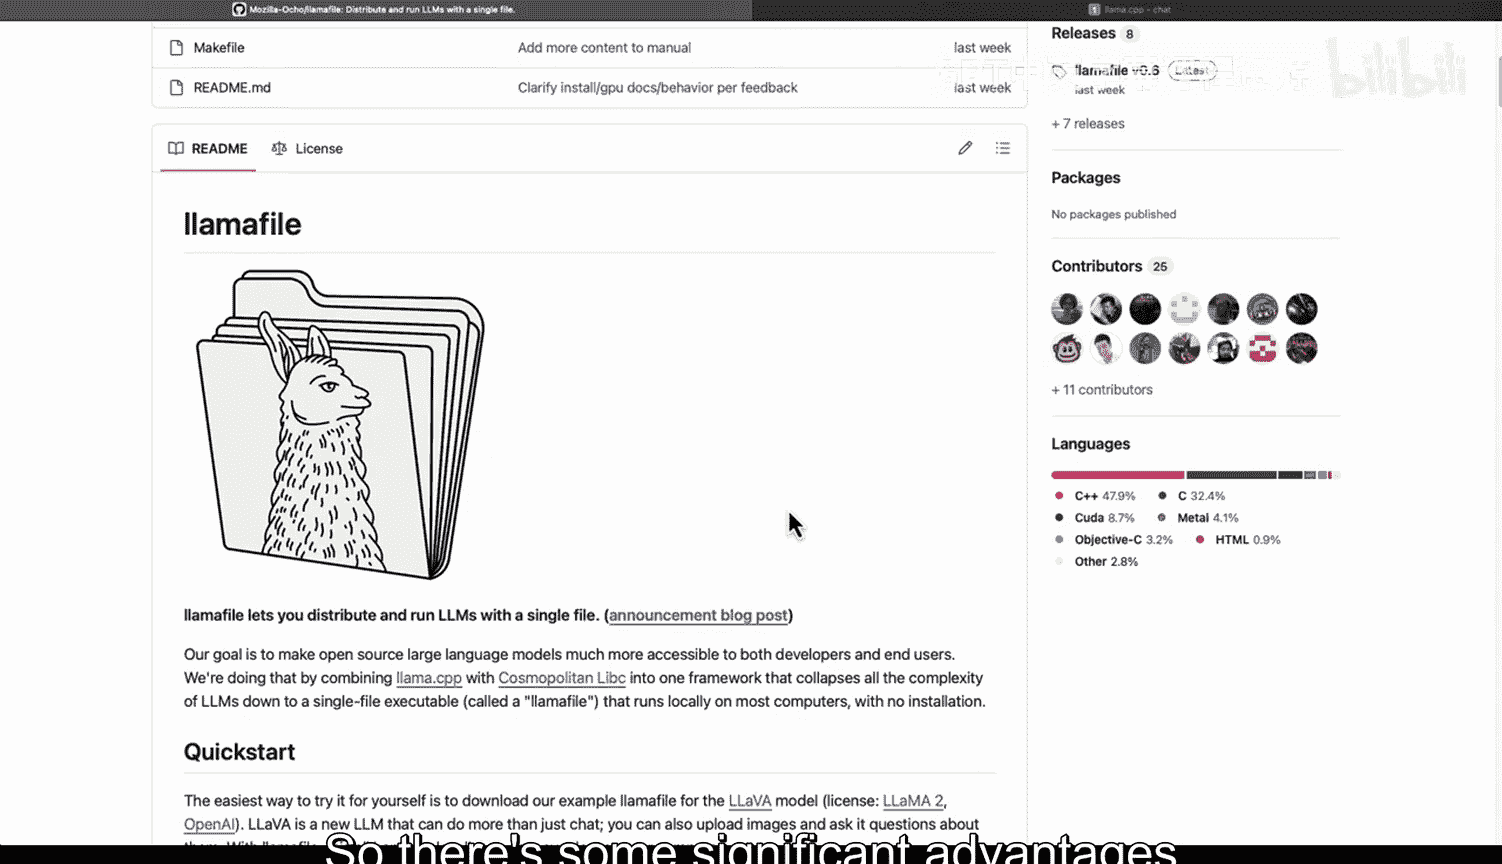 Mozilla-Ocho/llamafile: Distribute and run LLMs with a single file.
llama.cpp - chat
Makefile
Add more content to manual
last week
README.md
Clarify install/gpu docs/behavior per feedback
last week
README
License
llamafile
llamafile lets you distribute and run LLMs with a single file. (announcement blog post)
Our goal is to make open source large language models much more accessible to both developers and end users.
We're doing that by combining llama.cpp with Cosmopolitan Libc into one framework that collapses all the complexity
of LLMs down to a single-file executable (called a "llamafile") that runs locally on most computers, with no installation.
Quickstart
The easiest way to try it for yourself is to download our example llamafile for the LLaVA model (license: LLaMA 2,
OpenAI). LLaVA is a new LLM that can do more than just chat; you can also upload images and ask it questions about
Releases 8
llamafile v0.6 Latest
last week
+ 7 releases
Packages
No packages published
Contributors 25
+ 11 contributors
Languages
C++ 47.9% C 32.4%
Cuda 8.7% Metal 4.1%
Objective-C 3.2% HTML 0.9%
Other 2.8%
bilibili
So there's some significant advantages